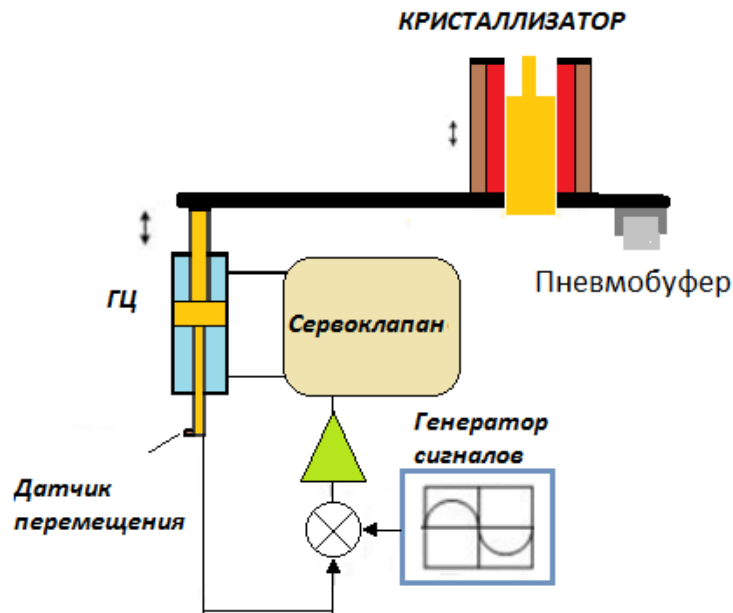 КРИСТАЛЛИЗАТОР
Пневмобуфер
ГЦ
Сервоклапан
Генератор
сигналов
Датчик
перемещения